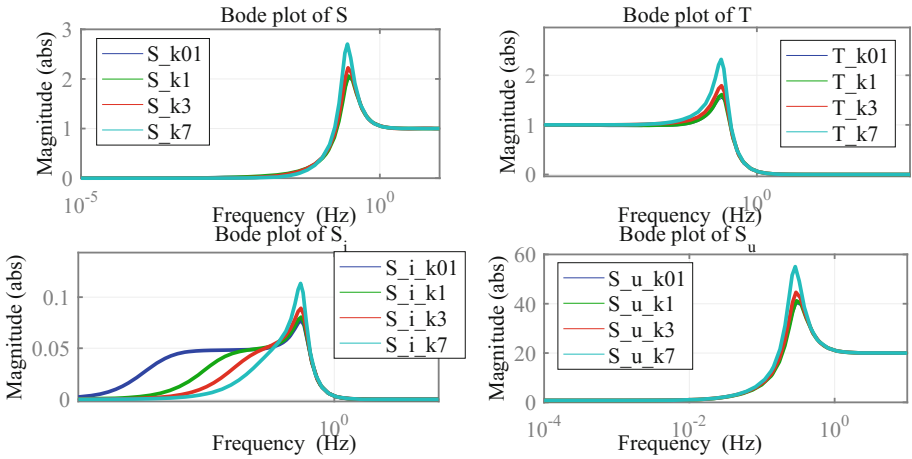 Bode plot of S
Magnitude (abs)
3
2
1
0
S_k01
S_k1
S_k3
S_k7
10^-5
10^0
Frequency (Hz)
Bode plot of T
Magnitude (abs)
2
1
0
T_k01
T_k1
T_k3
T_k7
10^0
Frequency (Hz)
Bode plot of S_i
Magnitude (abs)
0.1
0.05
0
S_i_k01
S_i_k1
S_i_k3
S_i_k7
10^0
Frequency (Hz)
Bode plot of S_u
Magnitude (abs)
60
40
20
0
S_u_k01
S_u_k1
S_u_k3
S_u_k7
10^-4
10^-2
10^0
Frequency (Hz)